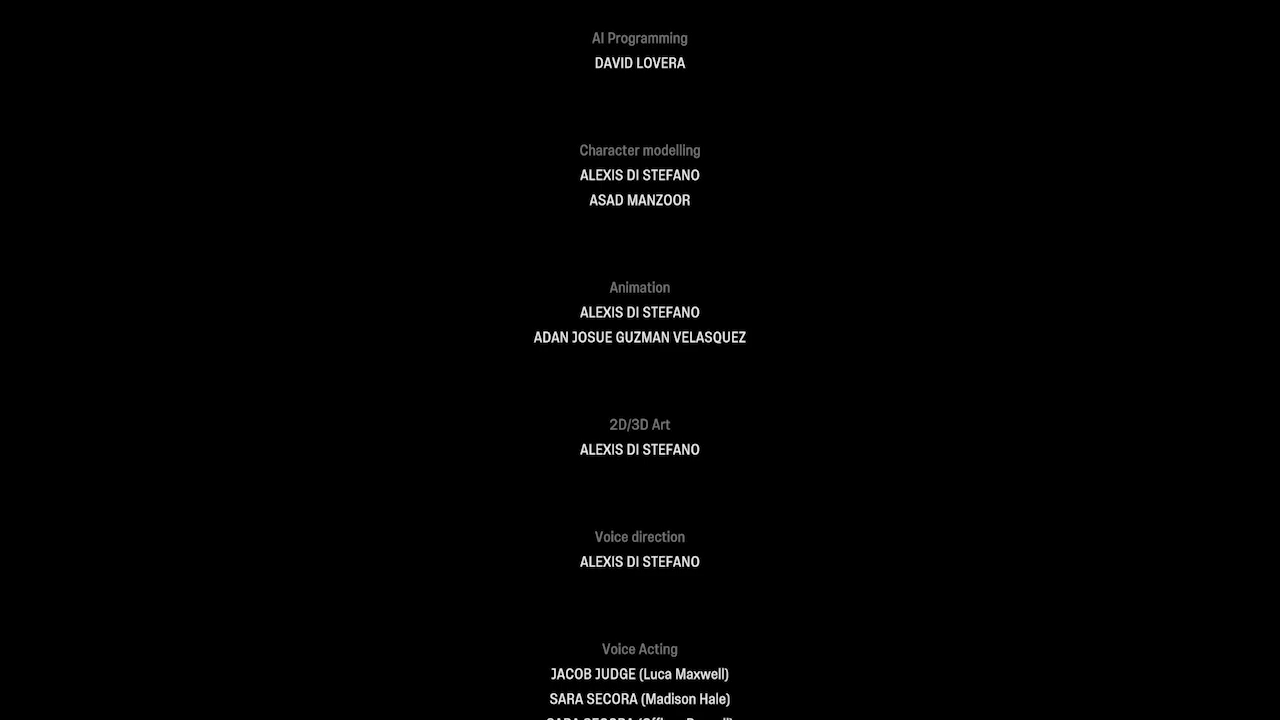 AI Programming
DAVID LOVERA
Character modelling
ALEXIS DI STEFANO
ASAD MANZOOR
Animation
ALEXIS DI STEFANO
ADAN JOSUE GUZMAN VELASQUEZ
2D/3D Art
ALEXIS DI STEFANO
Voice direction
ALEXIS DI STEFANO
Voice Acting
JACOB JUDGE (Luca Maxwell)
SARA SECORA (Madison Hale)